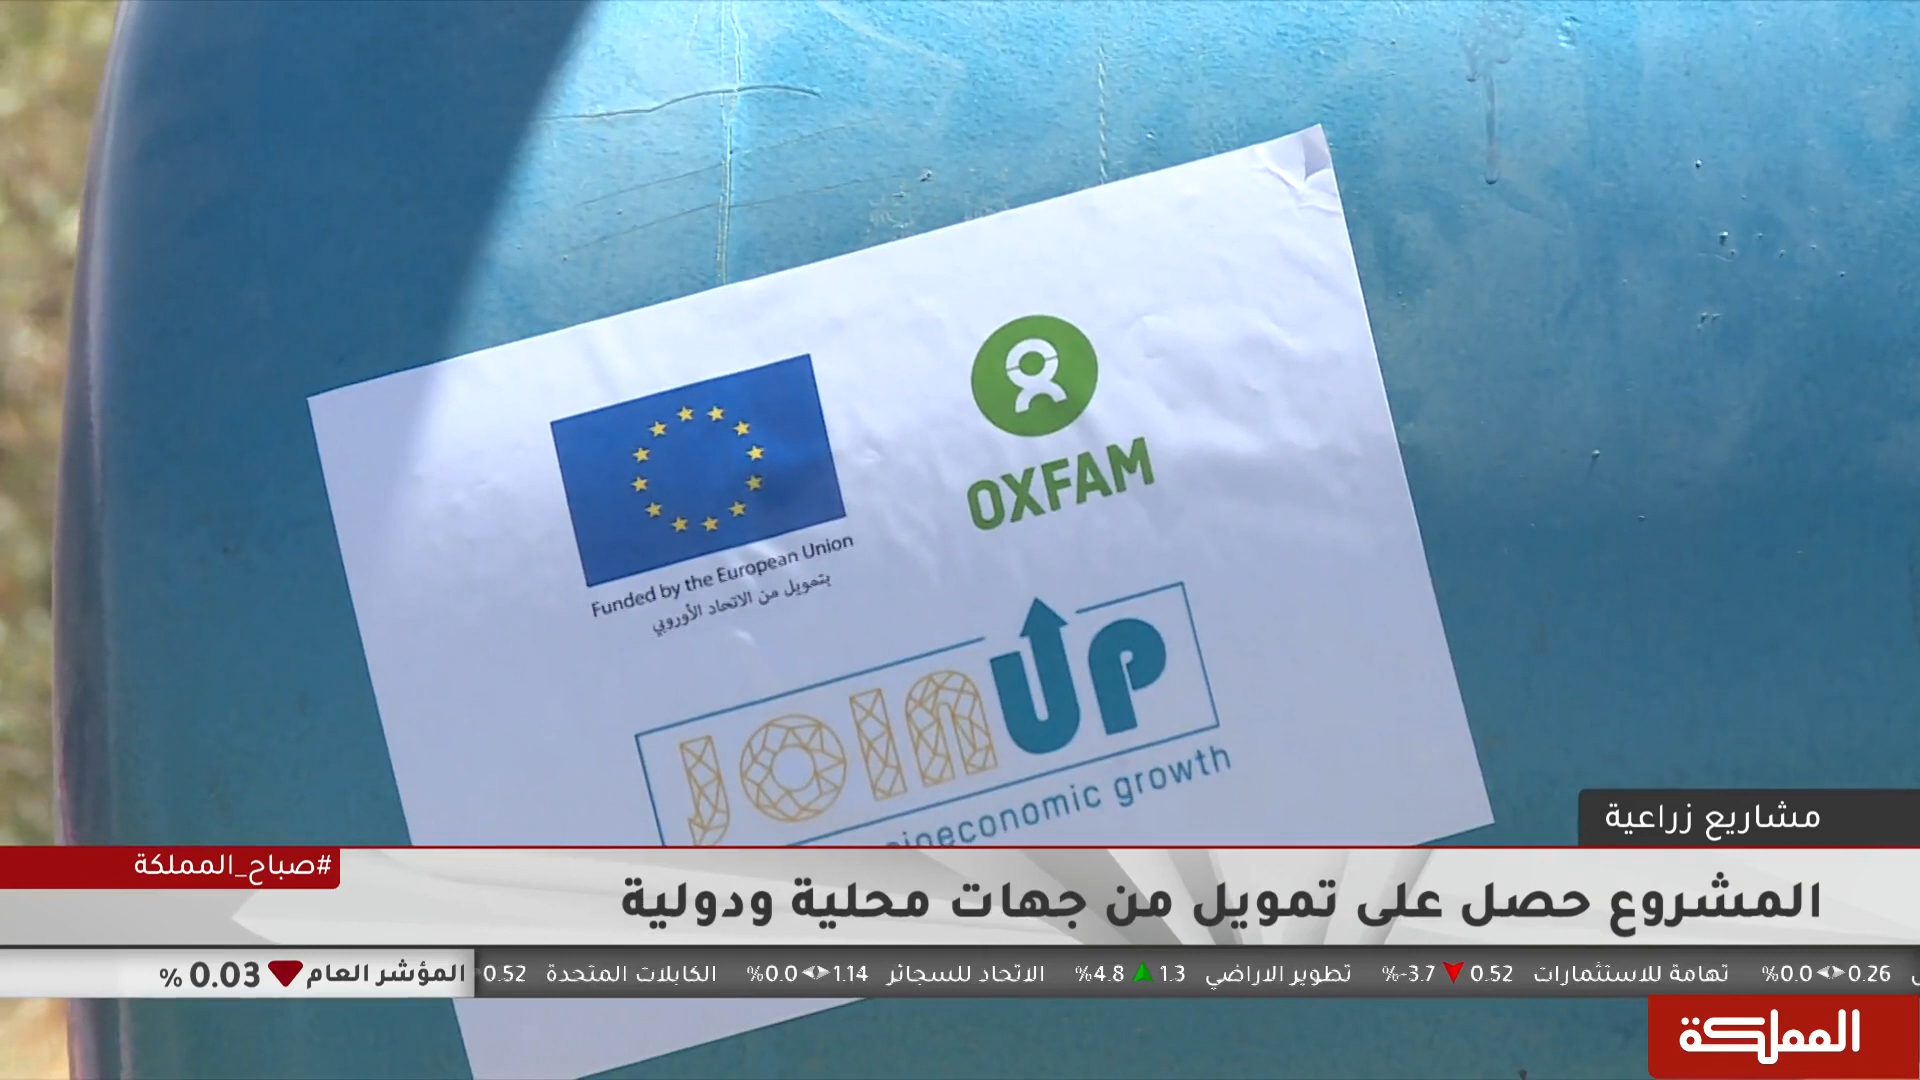 OXFAM
Funded by the European Union
بتمويل من الاتحاد الأوروبي
JOINUP
economic growth
مشاريع زراعية
#صباح_المملكة
المشروع حصل على تمويل من جهات محلية ودولية
0.26 %0.0 تهامة للاستثمارات 0.52 %-3.7 تطوير الاراضي 1.3 %4.8 الاتحاد للسجائر 1.14 %0.0 الكابلات المتحدة 0.52
المؤشر العام 0.03 %
المملكة